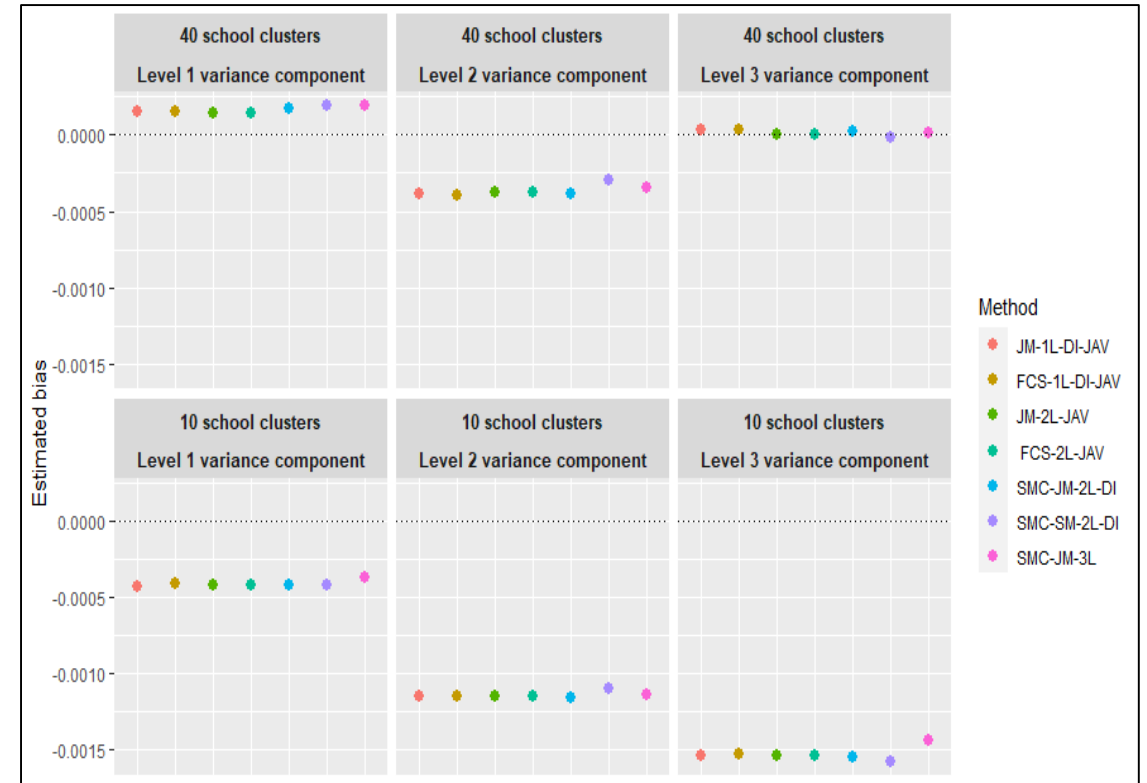 40 school clusters
Level 1 variance component
40 school clusters
Level 2 variance component
40 school clusters
Level 3 variance component
0.0000
-0.0005
-0.0010
-0.0015
10 school clusters
Level 1 variance component
10 school clusters
Level 2 variance component
10 school clusters
Level 3 variance component
0.0000
-0.0005
-0.0010
-0.0015
Estimated bias
Method
JM-1L-DI-JAV
FCS-1L-DI-JAV
JM-2L-JAV
FCS-2L-JAV
SMC-JM-2L-DI
SMC-SM-2L-DI
SMC-JM-3L